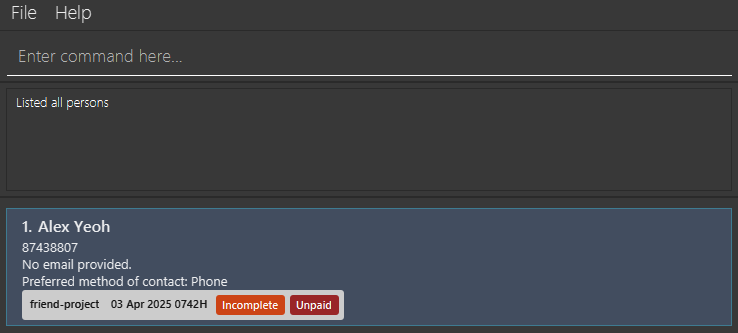 File Help
Enter command here...
Listed all persons
1. Alex Yeoh
87438807
No email provided.
Preferred method of contact: Phone
friend-project 03 Apr 2025 0742H Incomplete Unpaid